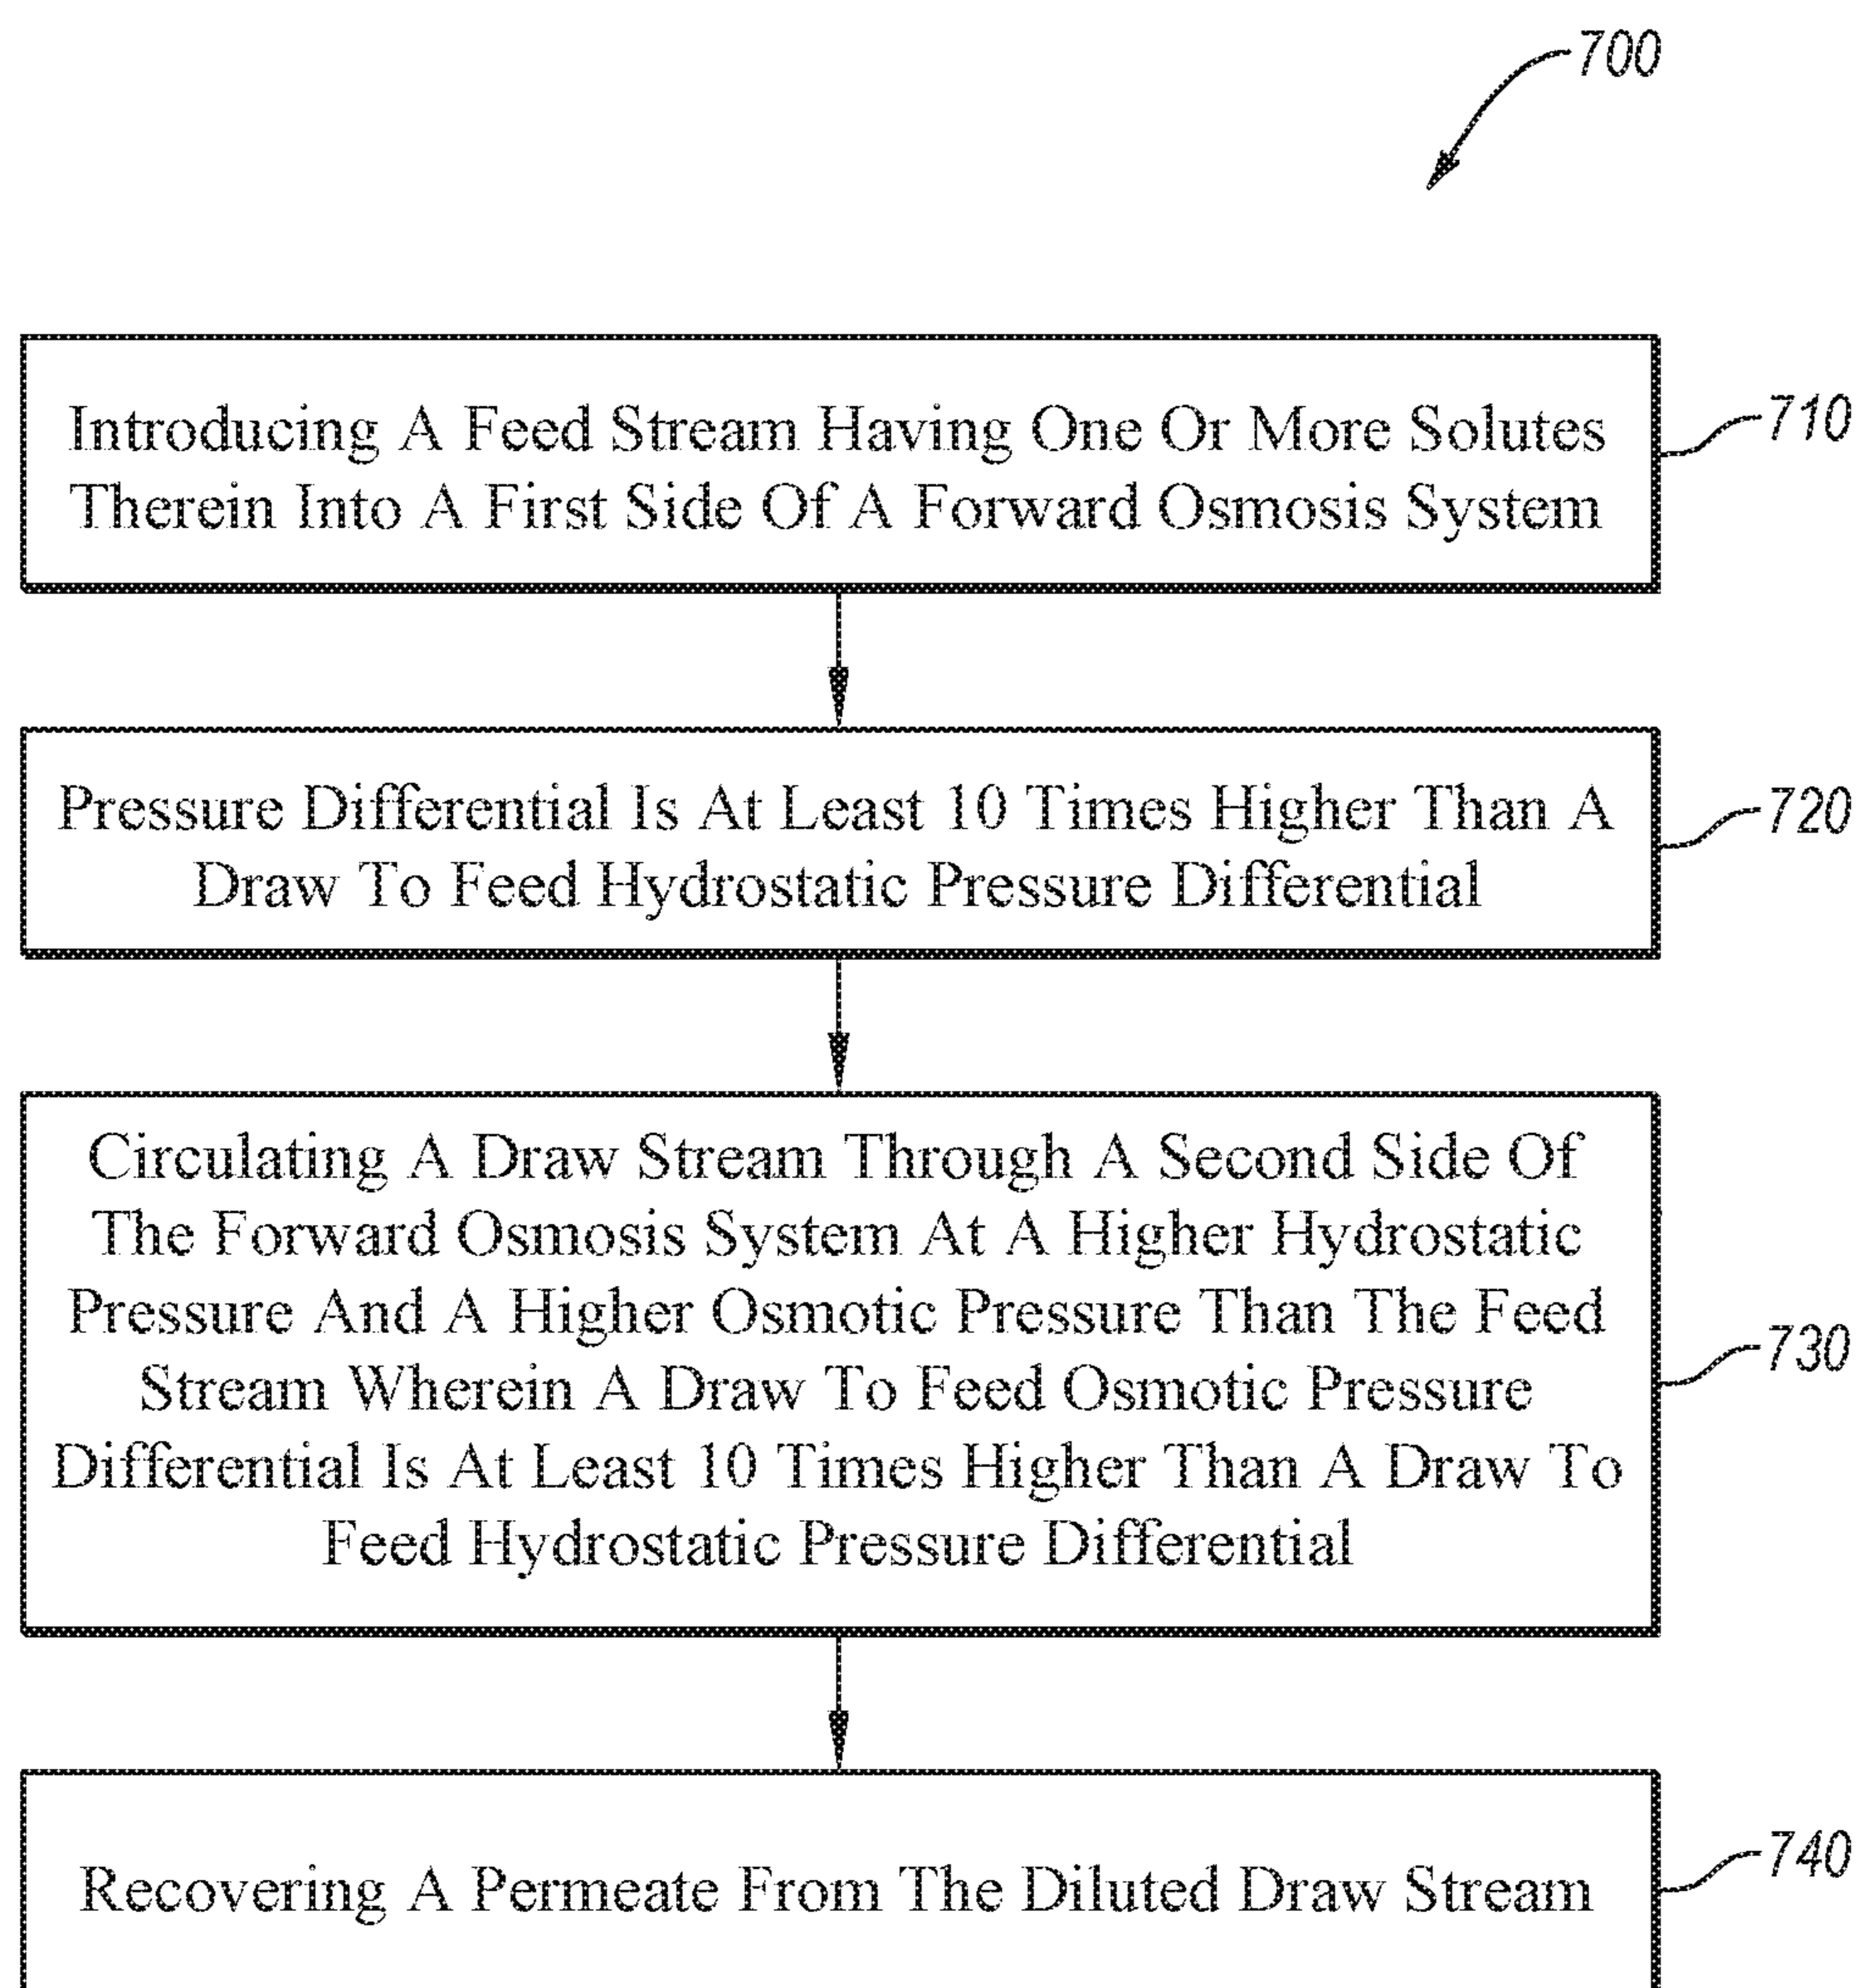 700
Introducing A Feed Stream Having One Or More Solutes
Therein Into A First Side Of A Forward Osmosis System
710
Pressure Differential Is At Least 10 Times Higher Than A
Draw To Feed Hydrostatic Pressure Differential
720
Circulating A Draw Stream Through A Second Side Of
The Forward Osmosis System At A Higher Hydrostatic
Pressure And A Higher Osmotic Pressure Than The Feed
Stream Wherein A Draw To Feed Osmotic Pressure
Differential Is At Least 10 Times Higher Than A Draw To
Feed Hydrostatic Pressure Differential
730
Recovering A Permeate From The Diluted Draw Stream
740